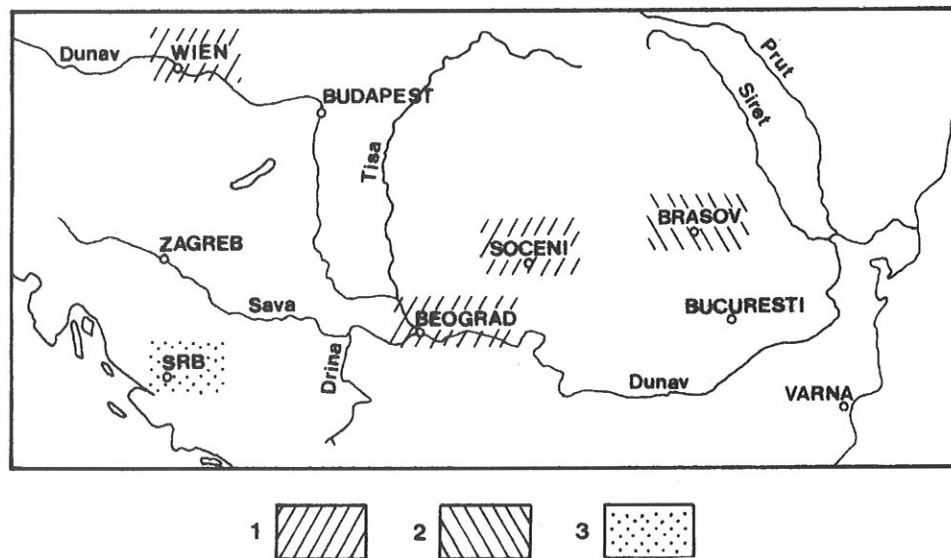 Dunav
WIEN
BUDAPEST
Tisa
Prut
Siret
BRASOV
SOCENI
ZAGREB
Sava
BEOGRAD
BUCURESTI
SRB
Drina
Dunav
VARNA
1 2 3